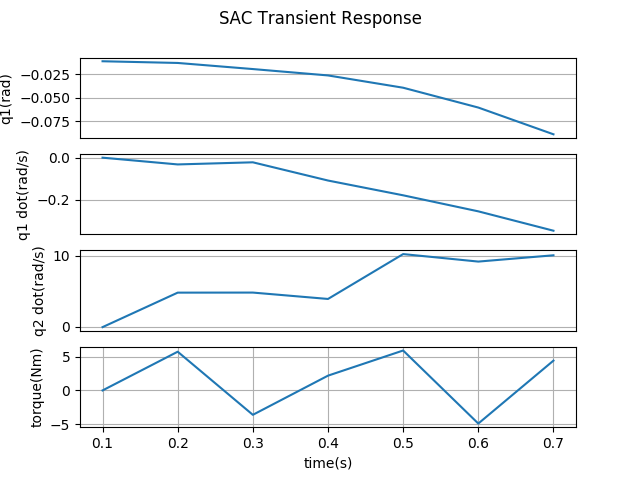 SAC Transient Response
q1(rad)
−0.025
−0.050
−0.075
q1 dot(rad/s)
0.0
−0.2
q2 dot(rad/s)
10
0
torque(Nm)
5
0
−5
0.1 0.2 0.3 0.4 0.5 0.6 0.7
time(s)